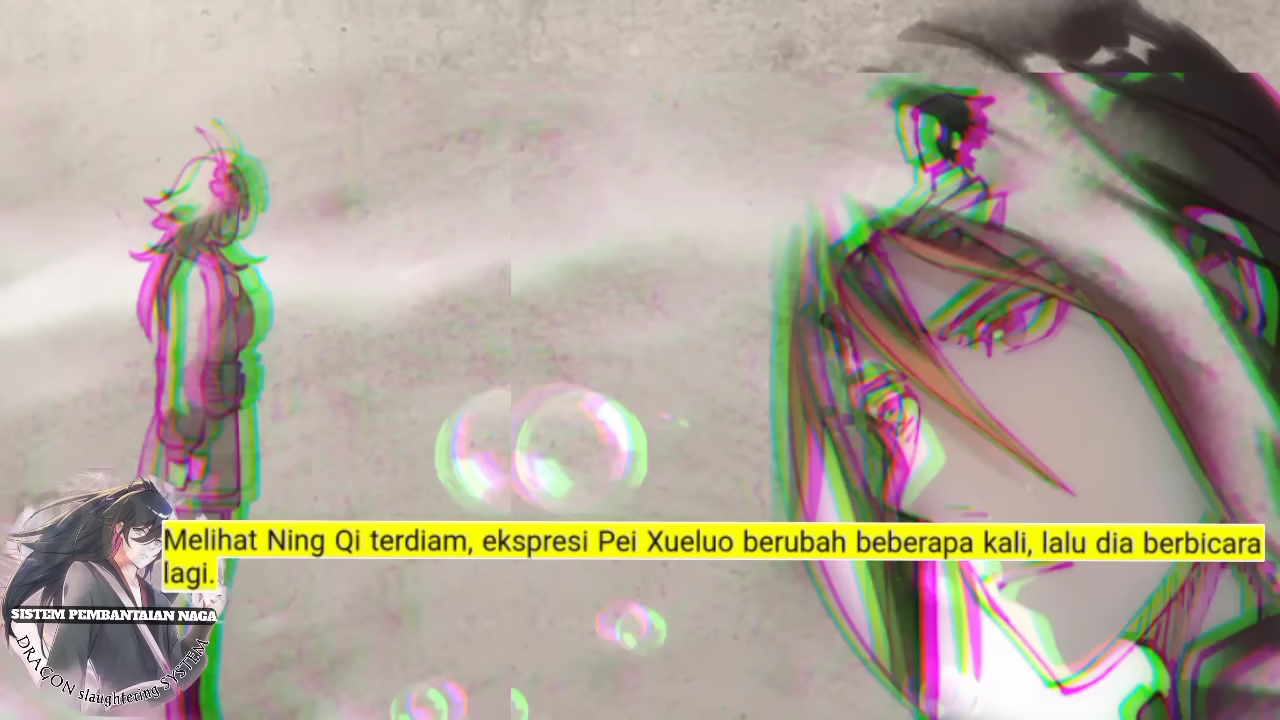 Melihat Ning Qi terdiam, ekspresi Pei Xueluo berubah beberapa kali, lalu dia berbicara
lagi.
SISTEM PEMBANTAIAN NAGA
DRAGON slaughtering SYSTEM